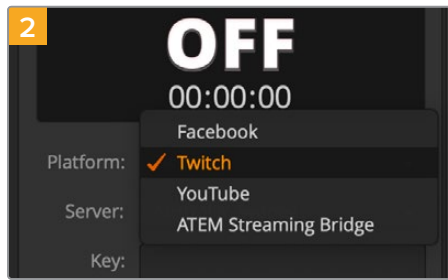 2
OFF
00:00:00
Platform:
Facebook
✓ Twitch
YouTube
Server:
ATEM Streaming Bridge
Key: